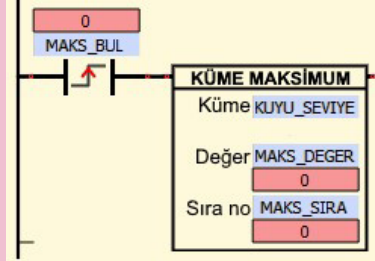 0
MAKS_BUL
KÜME MAKSİMUM
Küme KUYU_SEVIYE
Değer MAKS_DEGER
0
Sıra no MAKS_SIRA
0